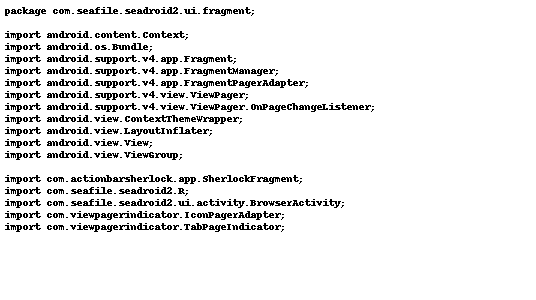 package com.seafile.seadroid2.ui.fragment;
import android.content.Context;
import android.os.Bundle;
import android.support.v4.app.Fragment;
import android.support.v4.app.FragmentManager;
import android.support.v4.app.FragmentPagerAdapter;
import android.support.v4.view.ViewPager;
import android.support.v4.view.ViewPager.OnPageChangeListener;
import android.view.ContextThemeWrapper;
import android.view.LayoutInflater;
import android.view.View;
import android.view.ViewGroup;
import com.actionbarsherlock.app.SherlockFragment;
import com.seafile.seadroid2.R;
import com.seafile.seadroid2.ui.activity.BrowserActivity;
import com.viewpagerindicator.IconPagerAdapter;
import com.viewpagerindicator.TabPageIndicator;